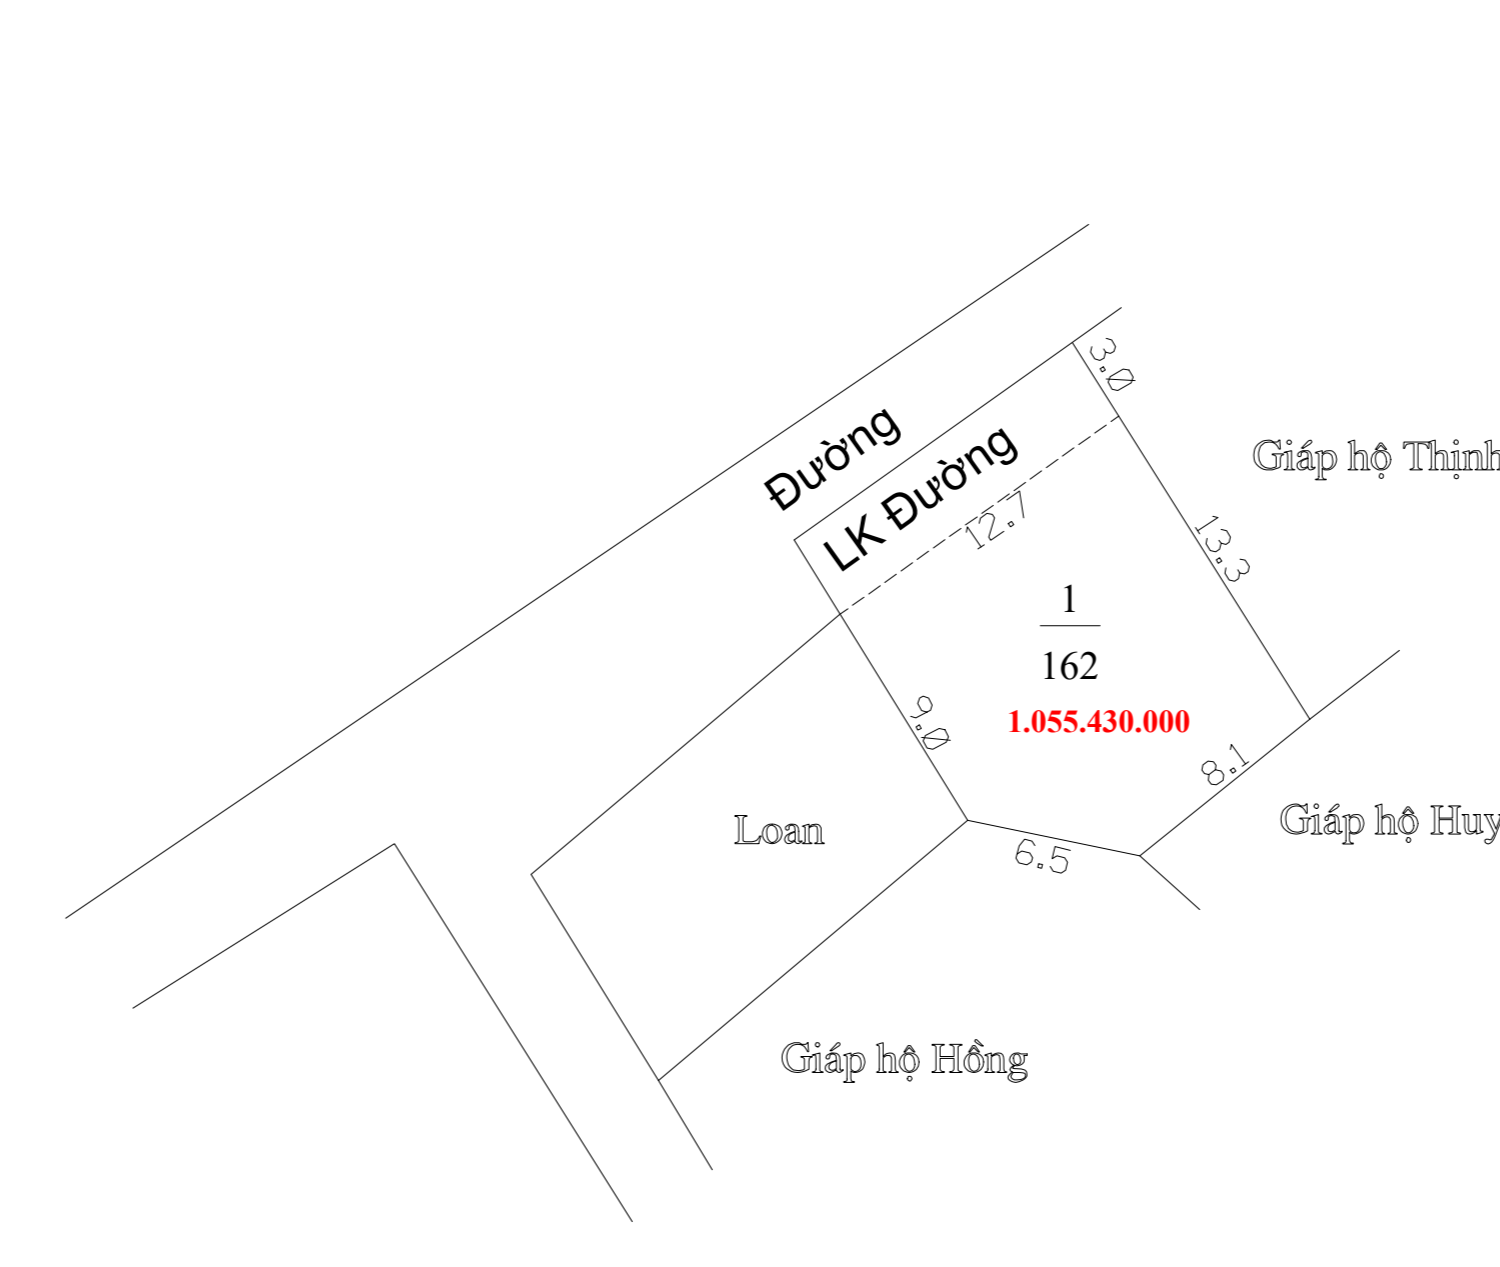 3.0
Đường
LK Đường
Giáp hộ Thịnh
12.7
13.3
1
162
1.055.430.000
9.0
8.1
Loan
Giáp hộ Huy
6.5
Giáp hộ Hồng